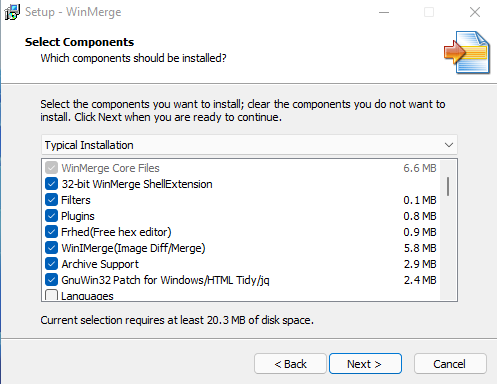 Setup - WinMerge
Select Components
Which components should be installed?
Select the components you want to install; clear the components you do not want to
install. Click Next when you are ready to continue.
Typical Installation
WinMerge Core Files 6.6 MB
32-bit WinMerge ShellExtension
Filters 0.1 MB
Plugins 0.8 MB
Frhed(Free hex editor) 0.9 MB
WinIMerge(Image Diff/Merge) 5.8 MB
Archive Support 2.9 MB
GnuWin32 Patch for Windows/HTML Tidy/jq 2.4 MB
Languages
Current selection requires at least 20.3 MB of disk space.
< Back Next > Cancel